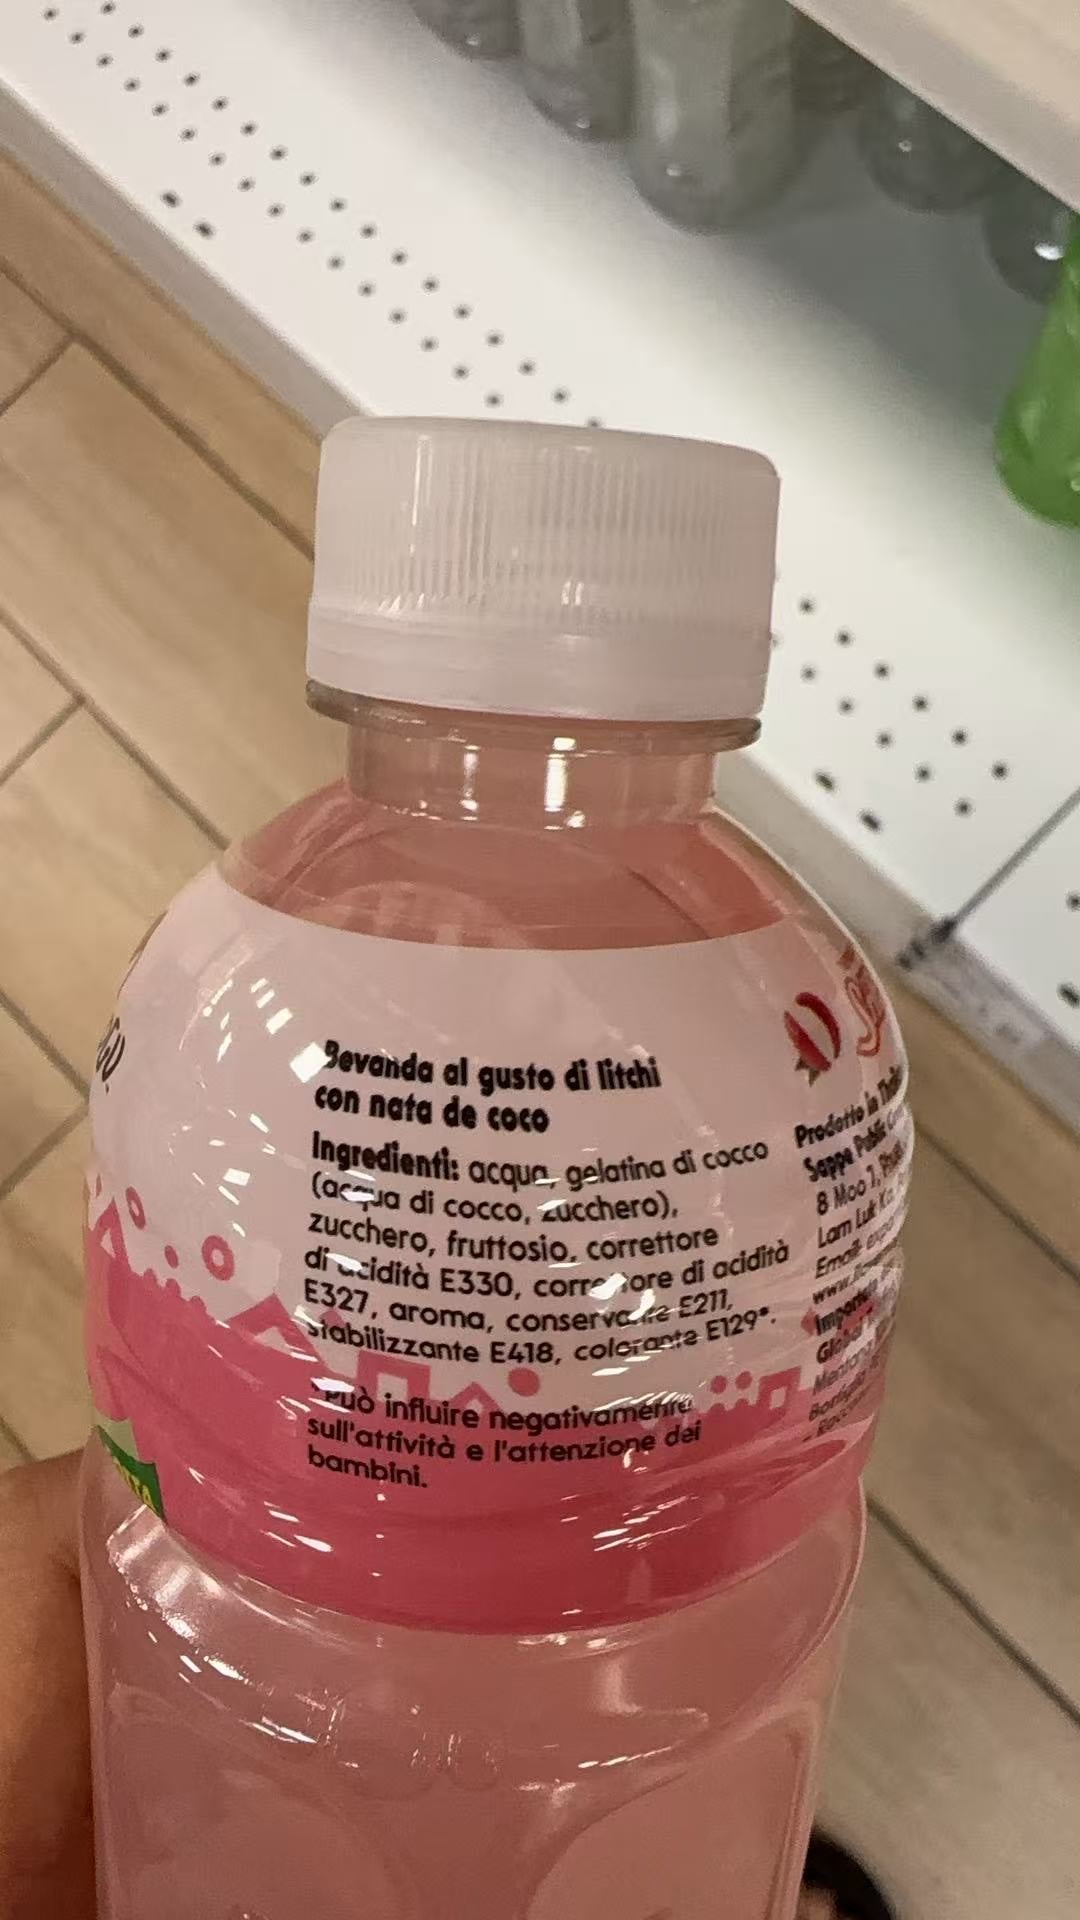 Bevanda al gusto di litchi
con nata de coco
Ingredienti: acqua, gelatina di cocco
(acqua di cocco, zucchero),
zucchero, fruttosio, correttore
di acidità E330, correttore di acidità
E327, aroma, conservante E211,
stabilizzante E418, colorante E129*.
*Può influire negativamente
sull'attività e l'attenzione dei
bambini.
Prodotto in
Sappe Public
8 Moo 7,
Lam Luk
Email: